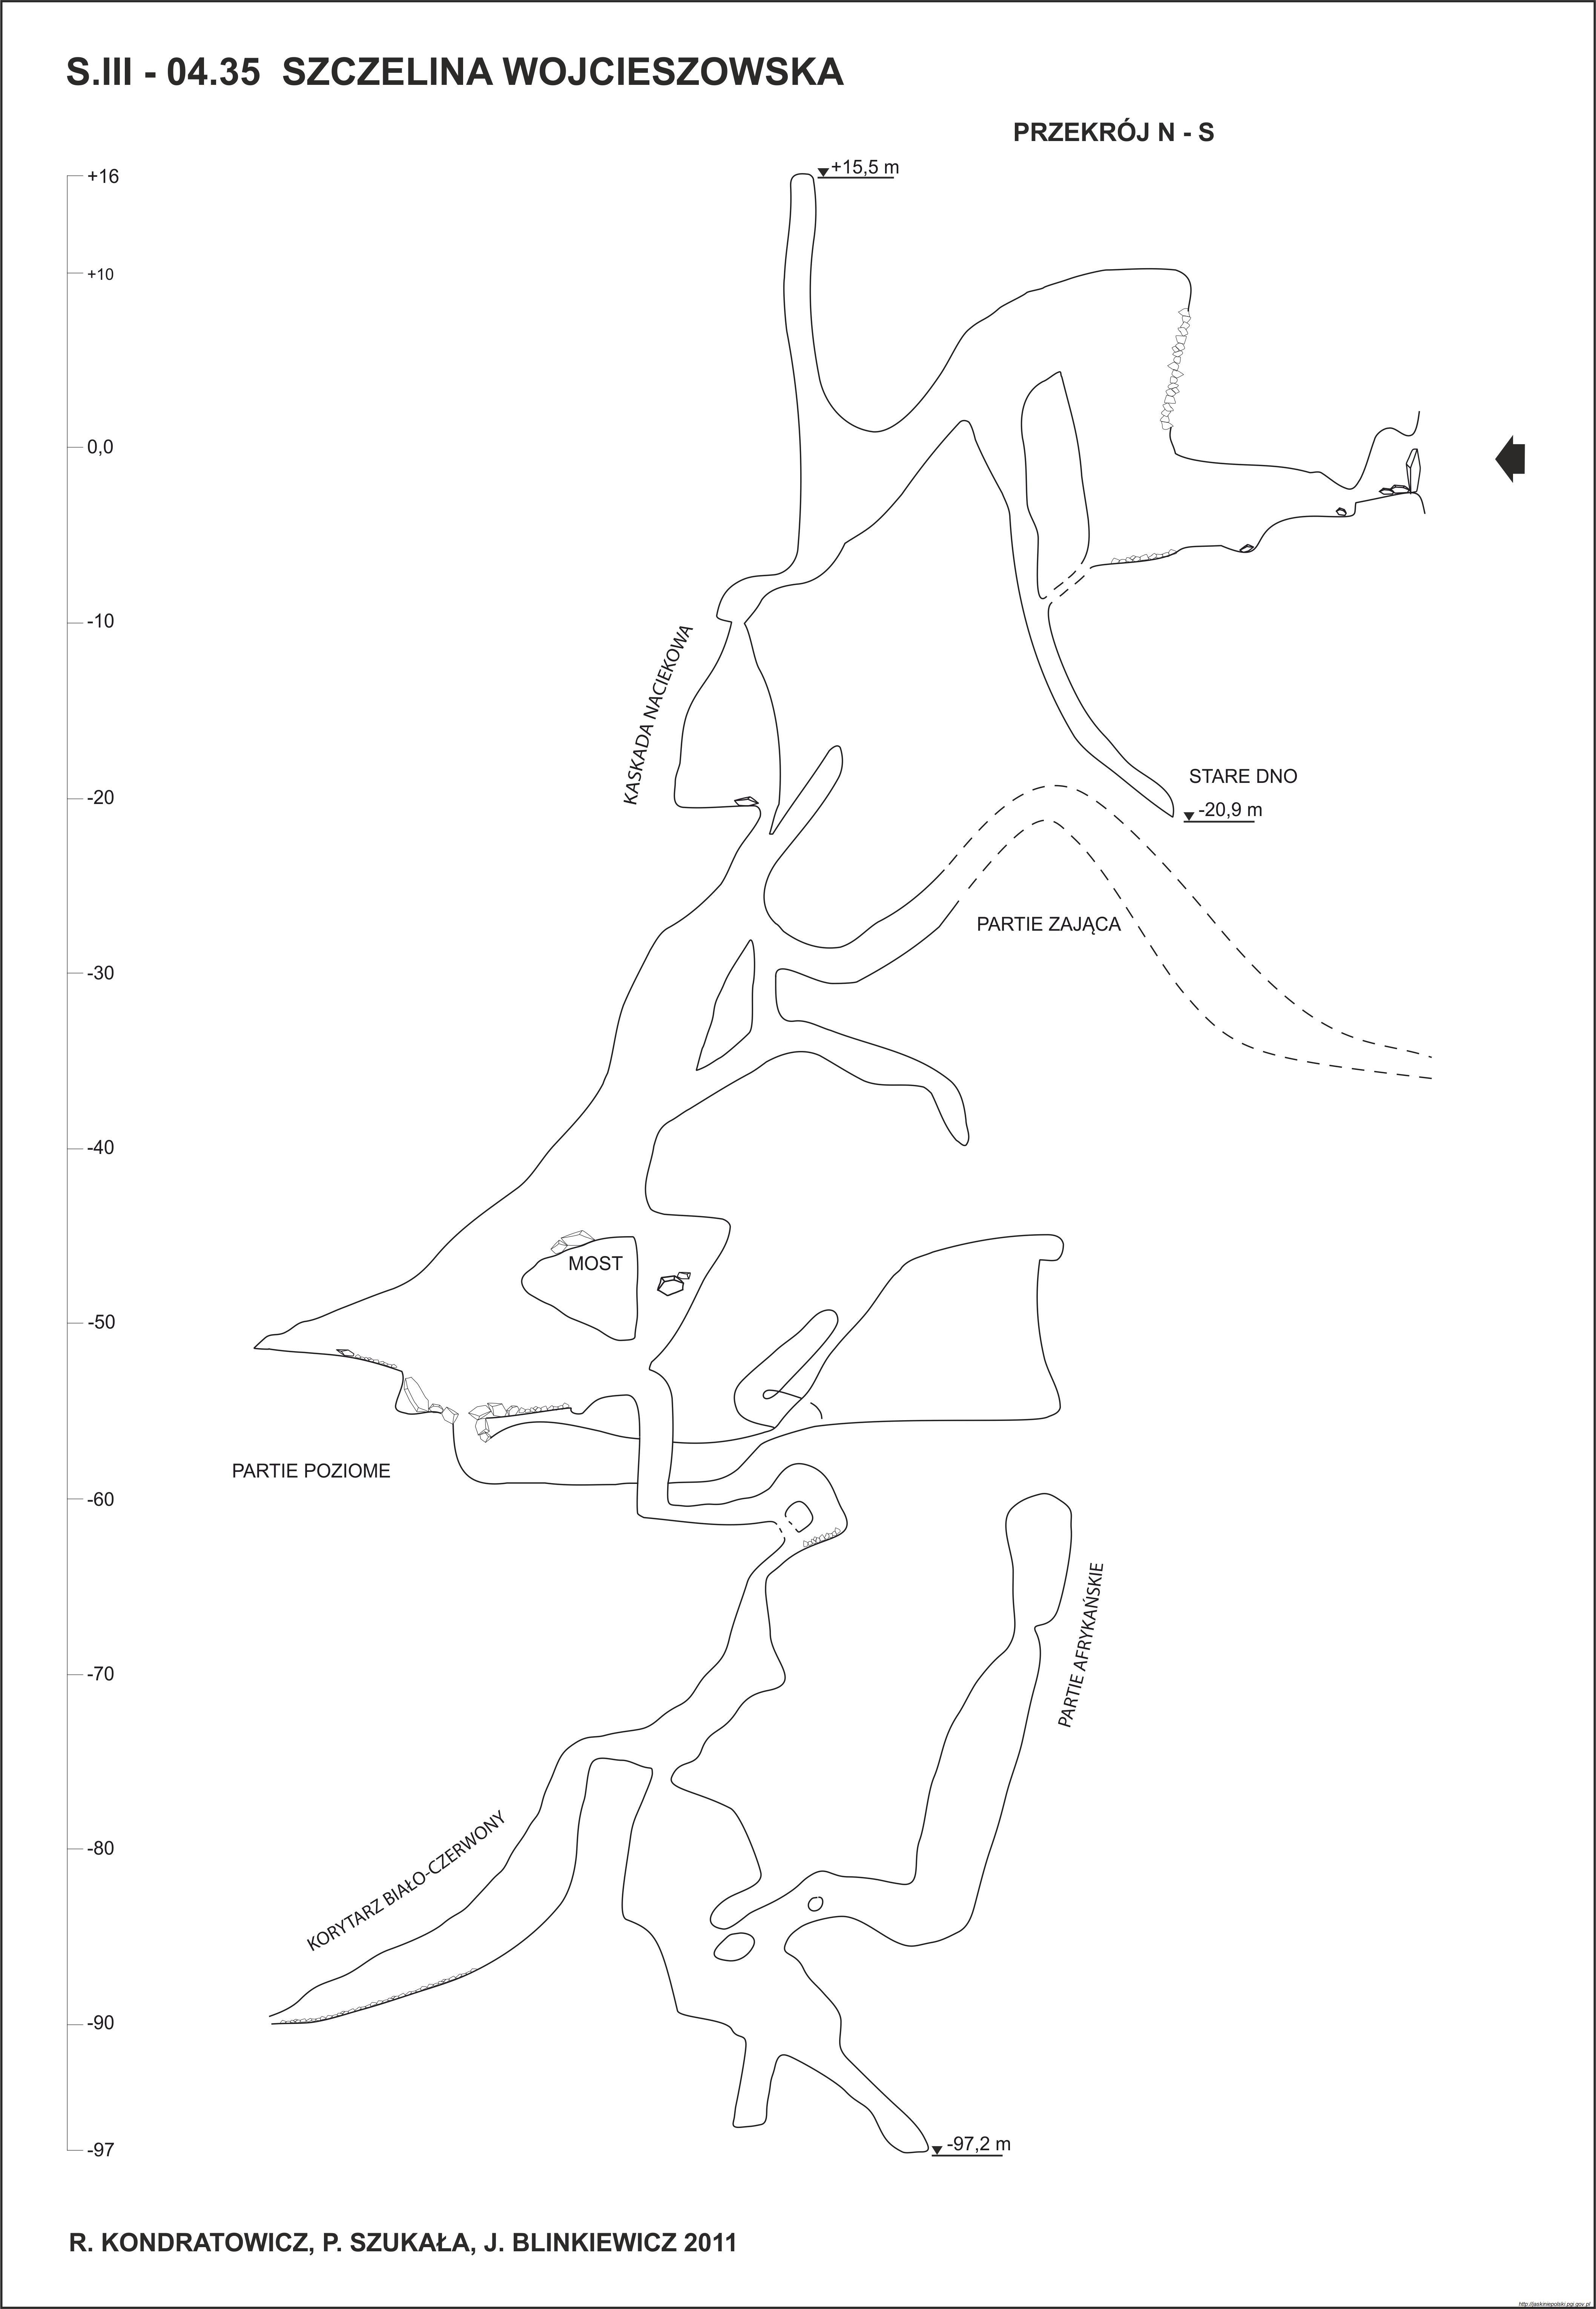 S.III - 04.35 SZCZELINA WOJCIESZOWSKA
PRZEKRÓJ N - S
+16
+15,5 m
+10
0,0
-10
KASKADA NACIEKOWA
STARE DNO
-20
-20,9 m
PARTIE ZAJĄCA
-30
-40
MOST
-50
PARTIE POZIOME
-60
PARTIE AFRYKAŃSKIE
-70
-80
KORYTARZ BIAŁO-CZERWONY
-90
-97
-97,2 m
R. KONDRATOWICZ, P. SZUKAŁA, J. BLINKIEWICZ 2011
http://jaskiniepolski.pgi.gov.pl